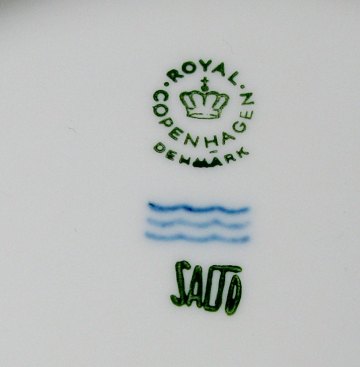 ROYAL
COPENHAGEN
DENMARK
SALTO